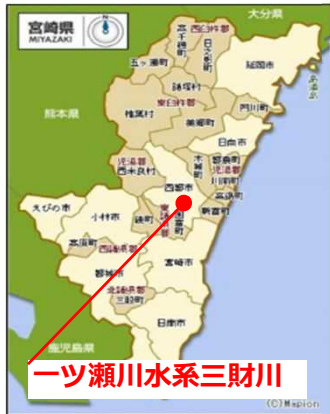 宮崎県
MIYAZAKI
大分県
熊本県
鹿児島県
西臼杵郡
高千穂町
日之影町
五ヶ瀬町
延岡市
諸塚村
東臼杵郡
椎葉村
門川町
美郷町
日向市
児湯郡
西米良村
木城町
都農町
児湯郡
川南町
西都市
高鍋町
新富町
えびの市
小林市
綾町
国富町
高原町
西諸県郡
宮崎市
都城市
北諸県郡
三股町
日南市
一ツ瀬川水系三財川
(C)Mapion